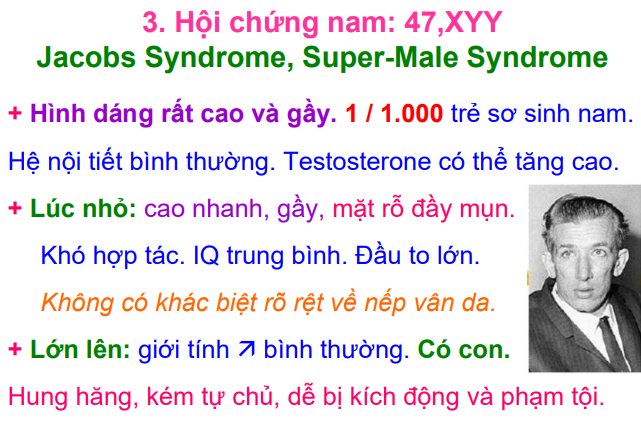 3. Hội chứng nam: 47,XYY
Jacobs Syndrome, Super-Male Syndrome
+ Hình dáng rất cao và gầy. 1 / 1.000 trẻ sơ sinh nam.
Hệ nội tiết bình thường. Testosterone có thể tăng cao.
+ Lúc nhỏ: cao nhanh, gầy, mặt rỗ đầy mụn.
Khó hợp tác. IQ trung bình. Đầu to lớn.
Không có khác biệt rõ rệt về nếp vân da.
+ Lớn lên: giới tính ↗ bình thường. Có con.
Hung hăng, kém tự chủ, dễ bị kích động và phạm tội.